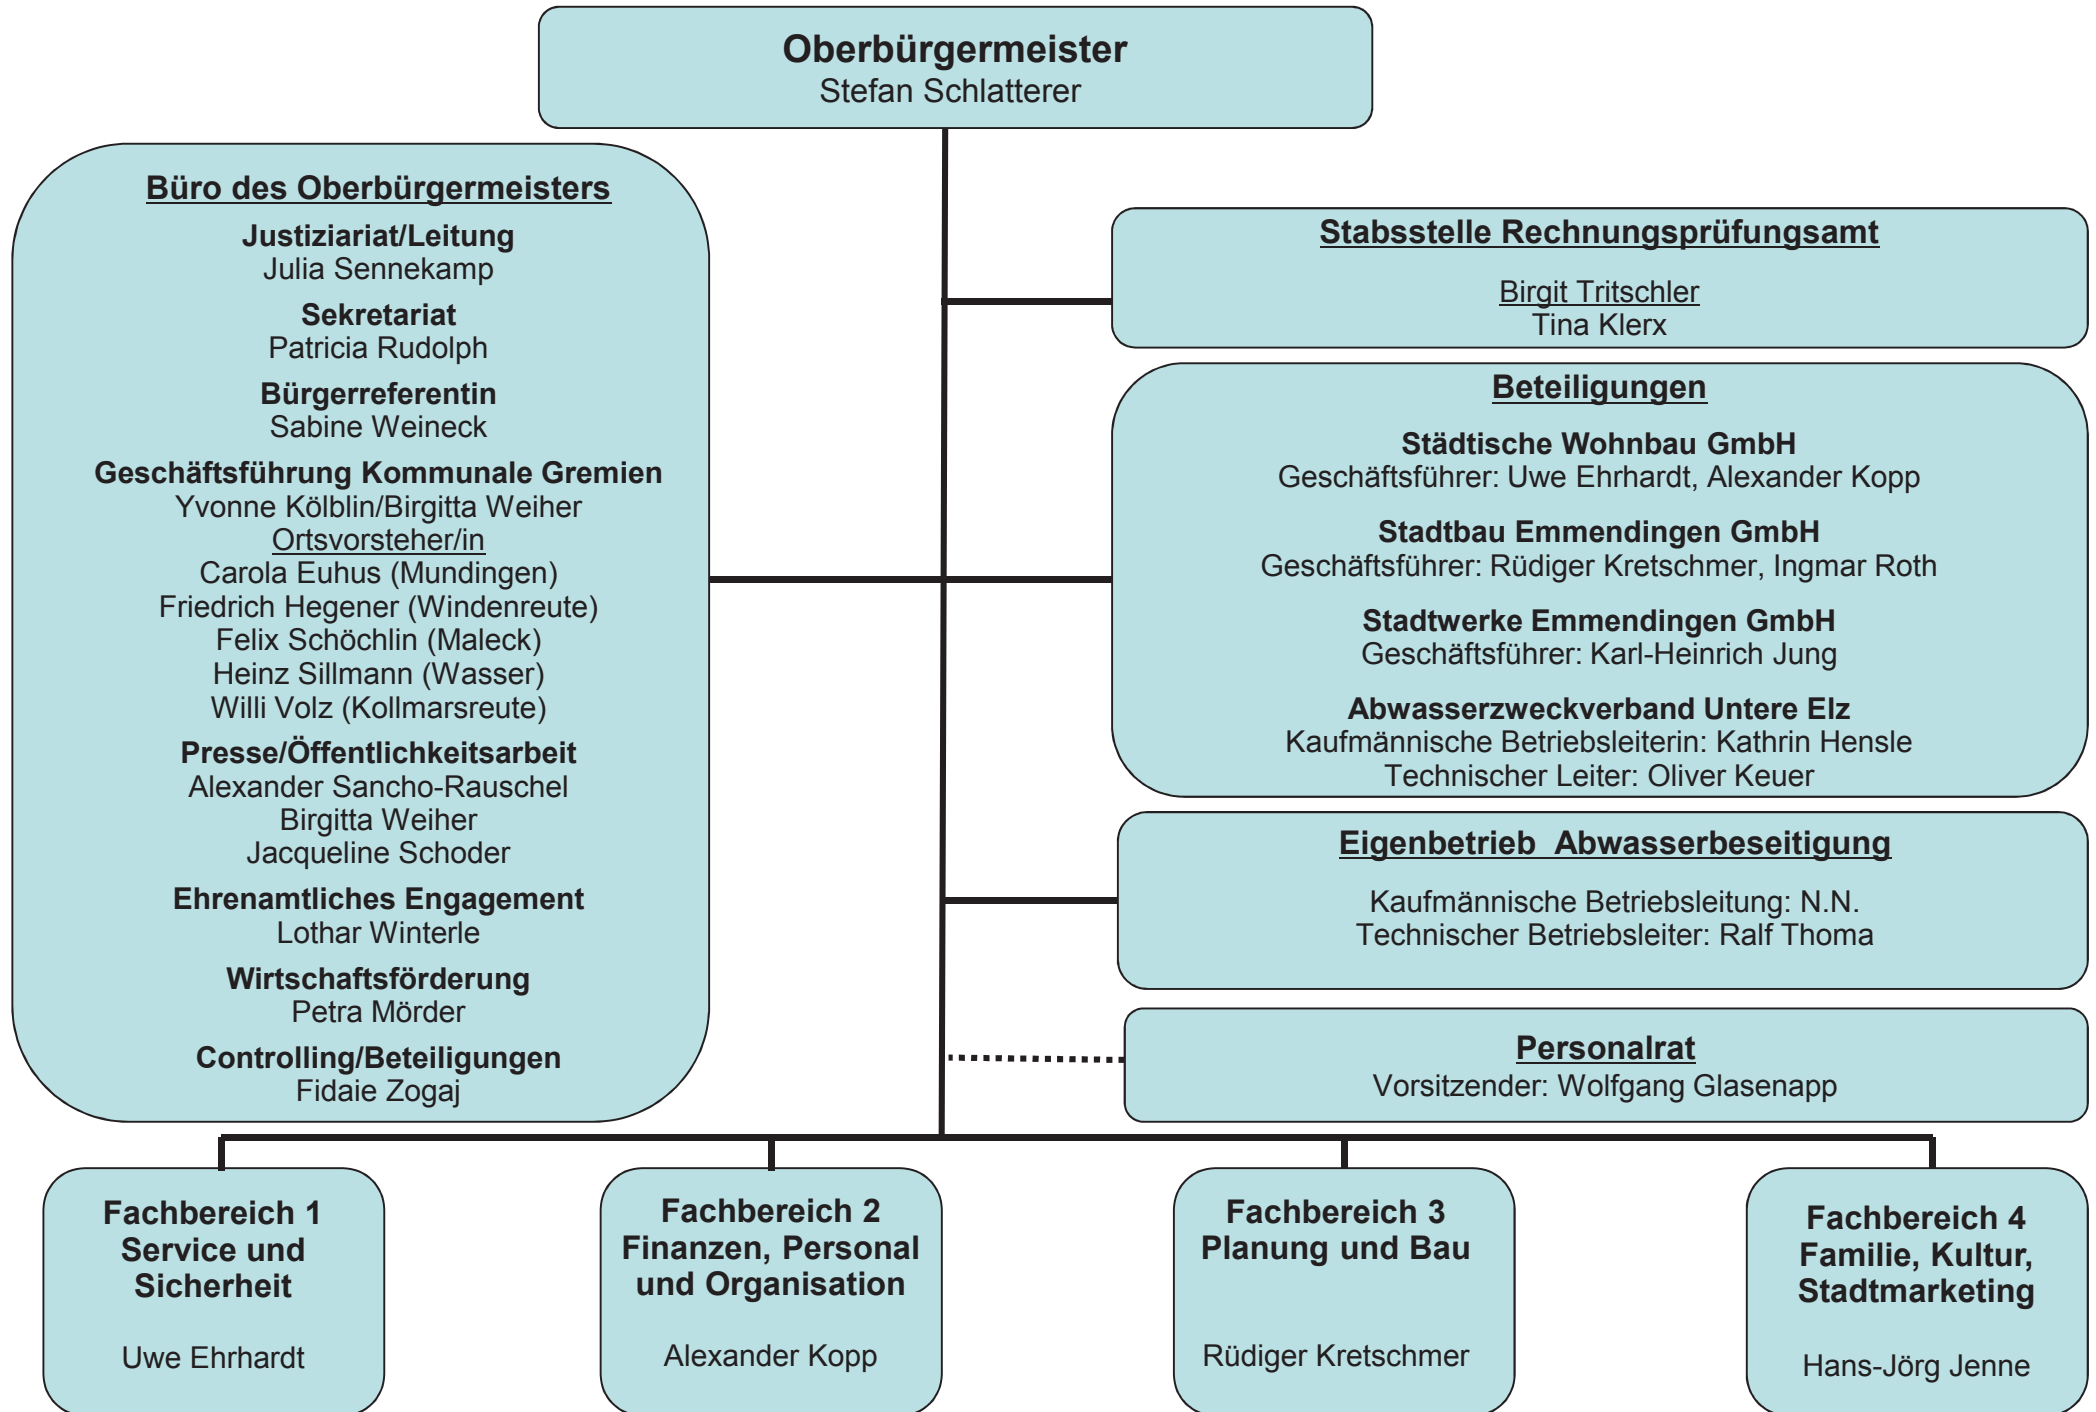 Oberbürgermeister
Stefan Schlatterer
Büro des Oberbürgermeisters
Justiziariat/Leitung
Julia Sennekamp
Sekretariat
Patricia Rudolph
Bürgerreferentin
Sabine Weineck
Geschäftsführung Kommunale Gremien
Yvonne Kölblin/Birgitta Weiher
Ortsvorsteher/in
Carola Euhus (Mundingen)
Friedrich Hegener (Windenreute)
Felix Schöchlin (Maleck)
Heinz Sillmann (Wasser)
Willi Volz (Kollmarsreute)
Presse/Öffentlichkeitsarbeit
Alexander Sancho-Rauschel
Birgitta Weiher
Jacqueline Schoder
Ehrenamtliches Engagement
Lothar Winterle
Wirtschaftsförderung
Petra Mörder
Controlling/Beteiligungen
Fidaie Zogaj
Stabsstelle Rechnungsprüfungsamt
Birgit Tritschler
Tina Klerx
Beteiligungen
Städtische Wohnbau GmbH
Geschäftsführer: Uwe Ehrhardt, Alexander Kopp
Stadtbau Emmendingen GmbH
Geschäftsführer: Rüdiger Kretschmer, Ingmar Roth
Stadtwerke Emmendingen GmbH
Geschäftsführer: Karl-Heinrich Jung
Abwasserzweckverband Untere Elz
Kaufmännische Betriebsleiterin: Kathrin Hensle
Technischer Leiter: Oliver Keuer
Eigenbetrieb Abwasserbeseitigung
Kaufmännische Betriebsleitung: N.N.
Technischer Betriebsleiter: Ralf Thoma
Personalrat
Vorsitzender: Wolfgang Glasenapp
Fachbereich 1
Service und
Sicherheit
Uwe Ehrhardt
Fachbereich 2
Finanzen, Personal
und Organisation
Alexander Kopp
Fachbereich 3
Planung und Bau
Rüdiger Kretschmer
Fachbereich 4
Familie, Kultur,
Stadtmarketing
Hans-Jörg Jenne